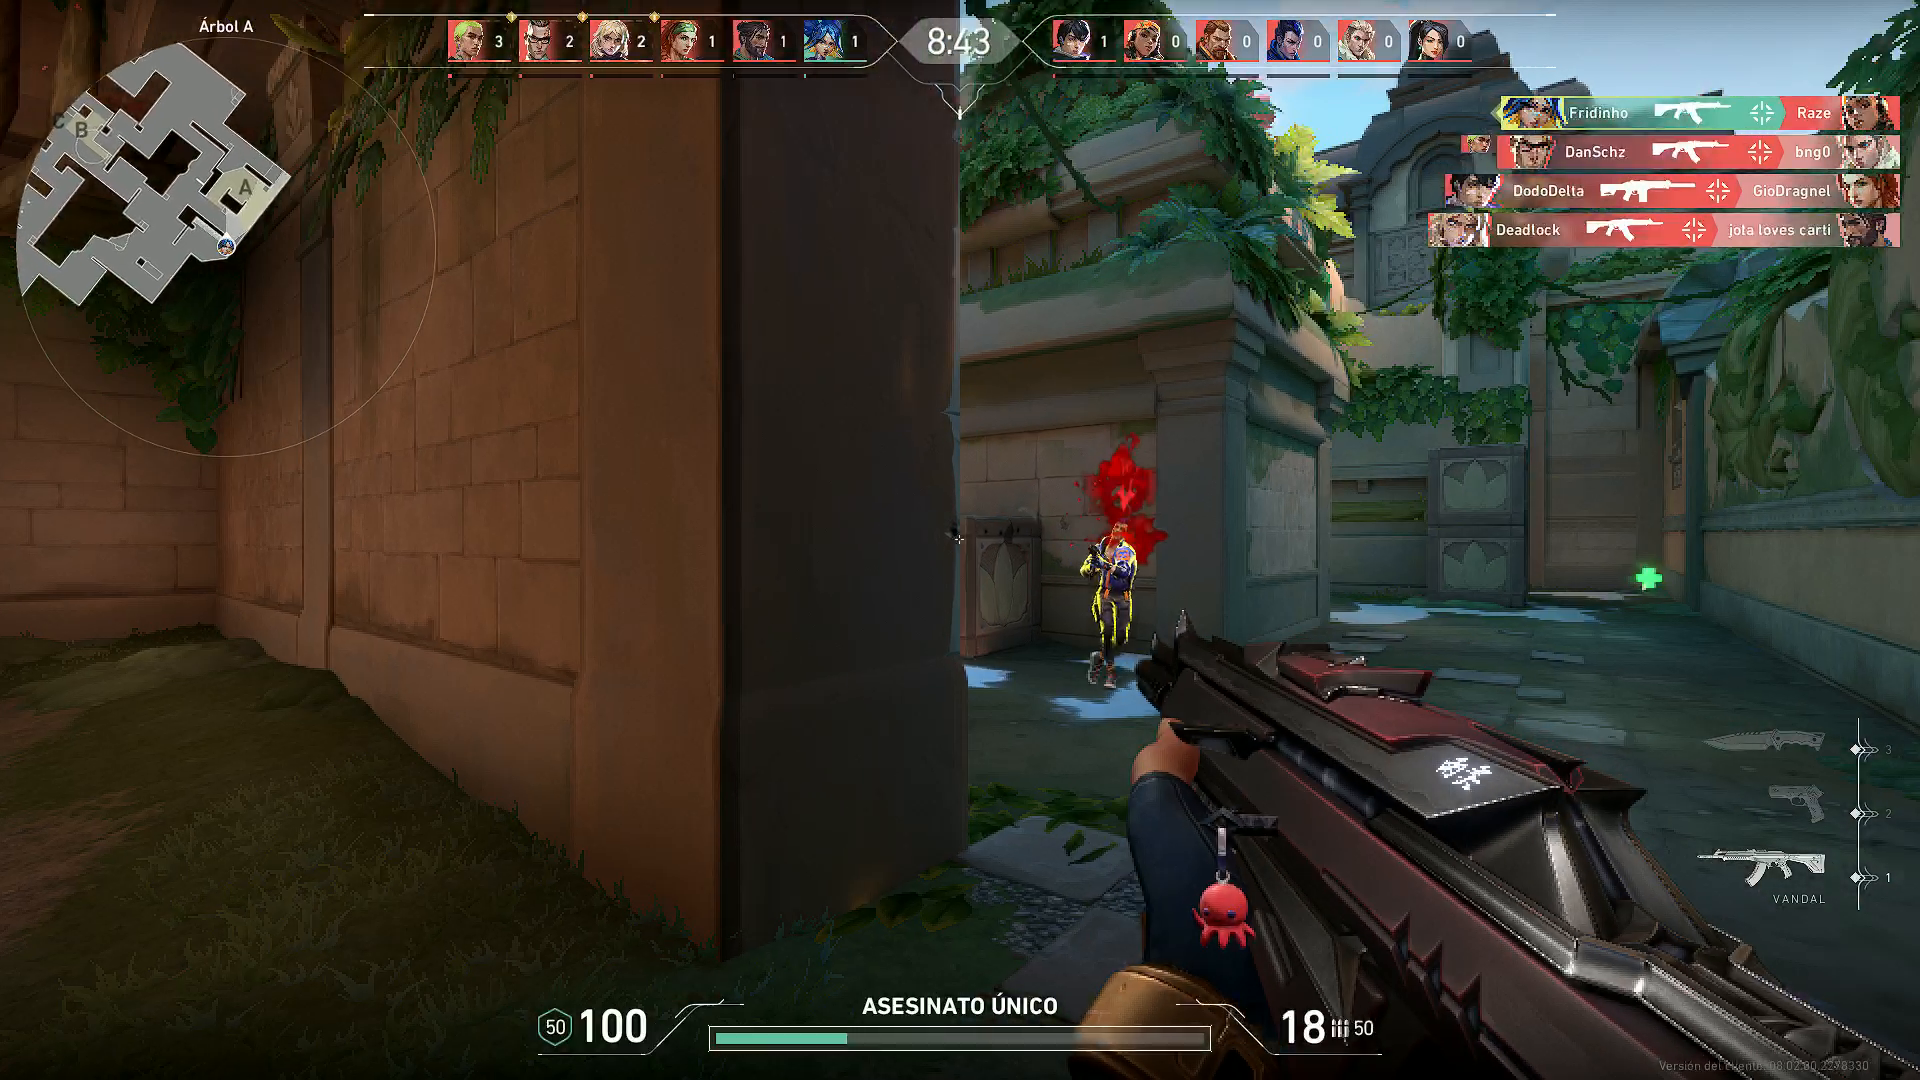 Árbol A
3 2 2 1 1 1
8:43
1 0 0 0 0 0
C B
A
Fridinho Raze
DanSchz bng0
DodoDelta GioDragnel
Deadlock jota loves carti
3
2
1
VANDAL
ASESINATO ÚNICO
50 100
18 50